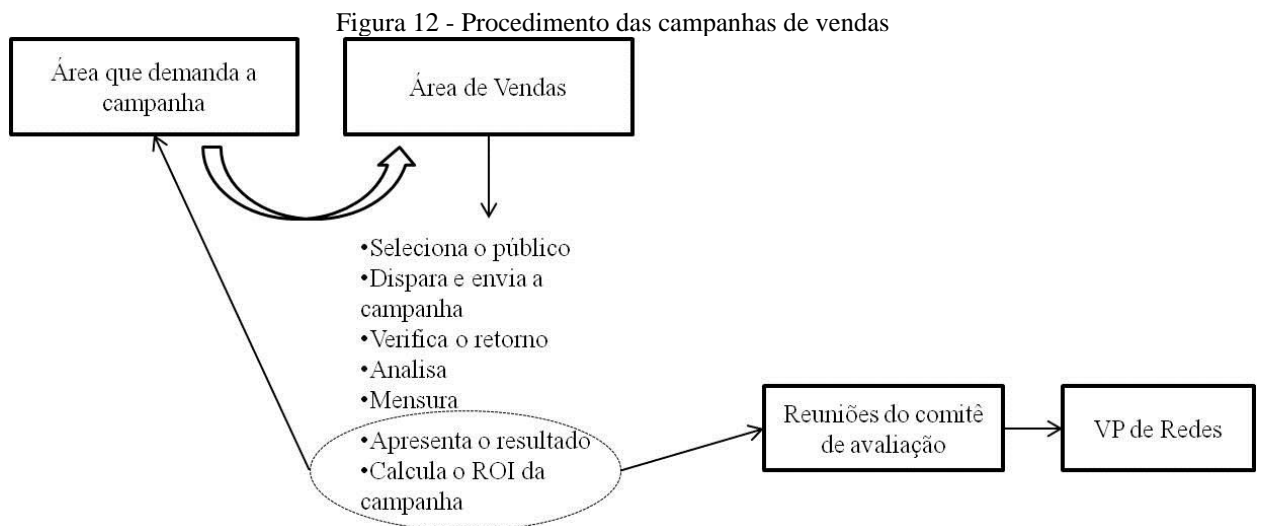 Figura 12 - Procedimento das campanhas de vendas
Área que demanda a
campanha
Área de Vendas
•Seleciona o público
•Dispara e envia a
campanha
•Verifica o retorno
•Analisa
•Mensura
•Apresenta o resultado
•Calcula o ROI da
campanha
Reuniões do comitê
de avaliação
VP de Redes